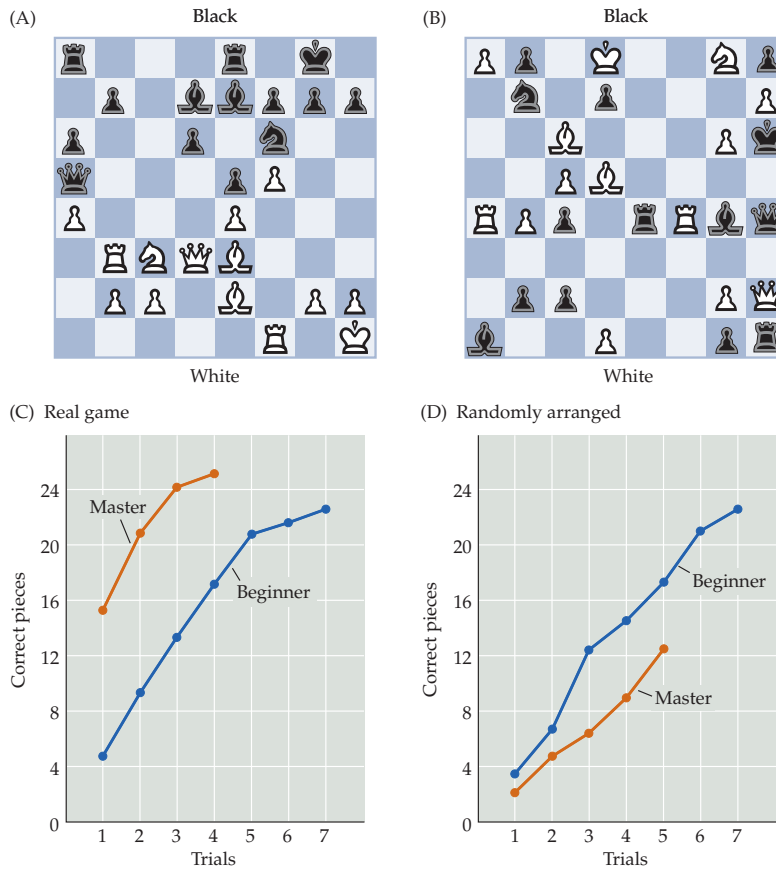 (A) Black
White
(B) Black
White
(C) Real game
Correct pieces
24
20
16
12
8
4
0
Master
Beginner
1 2 3 4 5 6 7
Trials
(D) Randomly arranged
Correct pieces
24
20
16
12
8
4
0
Beginner
Master
1 2 3 4 5 6 7
Trials